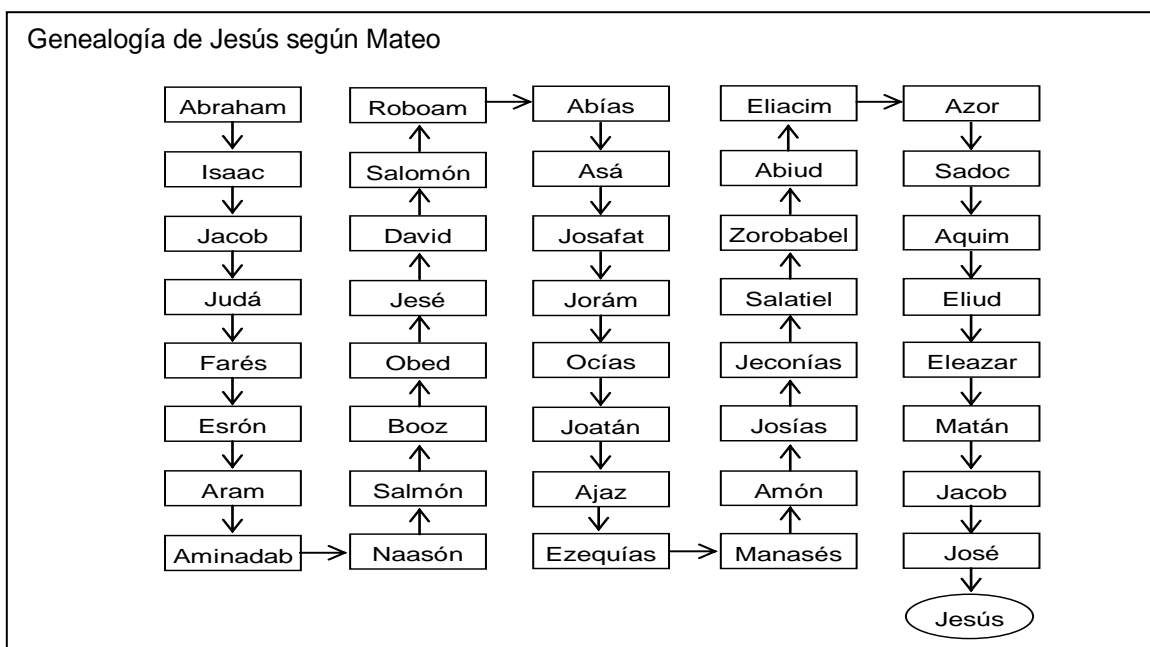 Genealogía de Jesús según Mateo
Abraham
Isaac
Jacob
Judá
Farés
Esrón
Aram
Aminadab
Naasón
Salmón
Booz
Obed
Jesé
David
Salomón
Roboam
Abías
Asá
Josafat
Jorám
Ocías
Joatán
Ajaz
Ezequías
Manasés
Amón
Josías
Jeconías
Salatiel
Zorobabel
Abiud
Eliacim
Azor
Sadoc
Aquim
Eliud
Eleazar
Matán
Jacob
José
Jesús